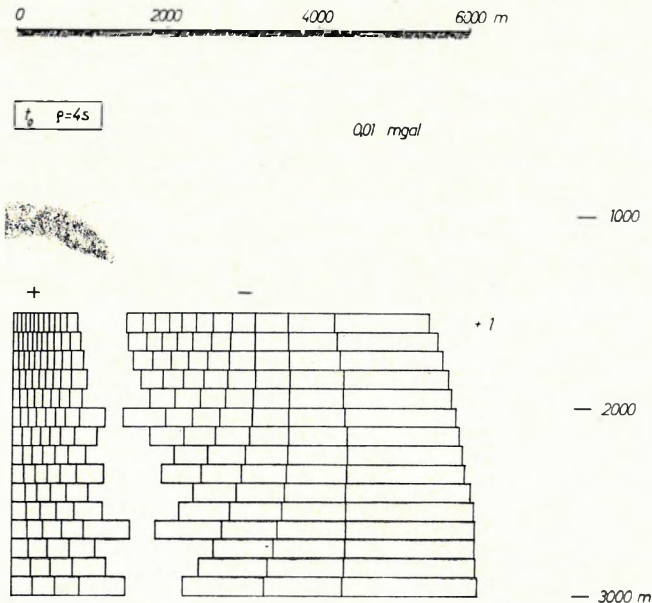 0 2000 4000 6000 m
t₀ ρ=4s
0,01 mgal
— 1000
+ −
+ 1
— 2000
— 3000 m